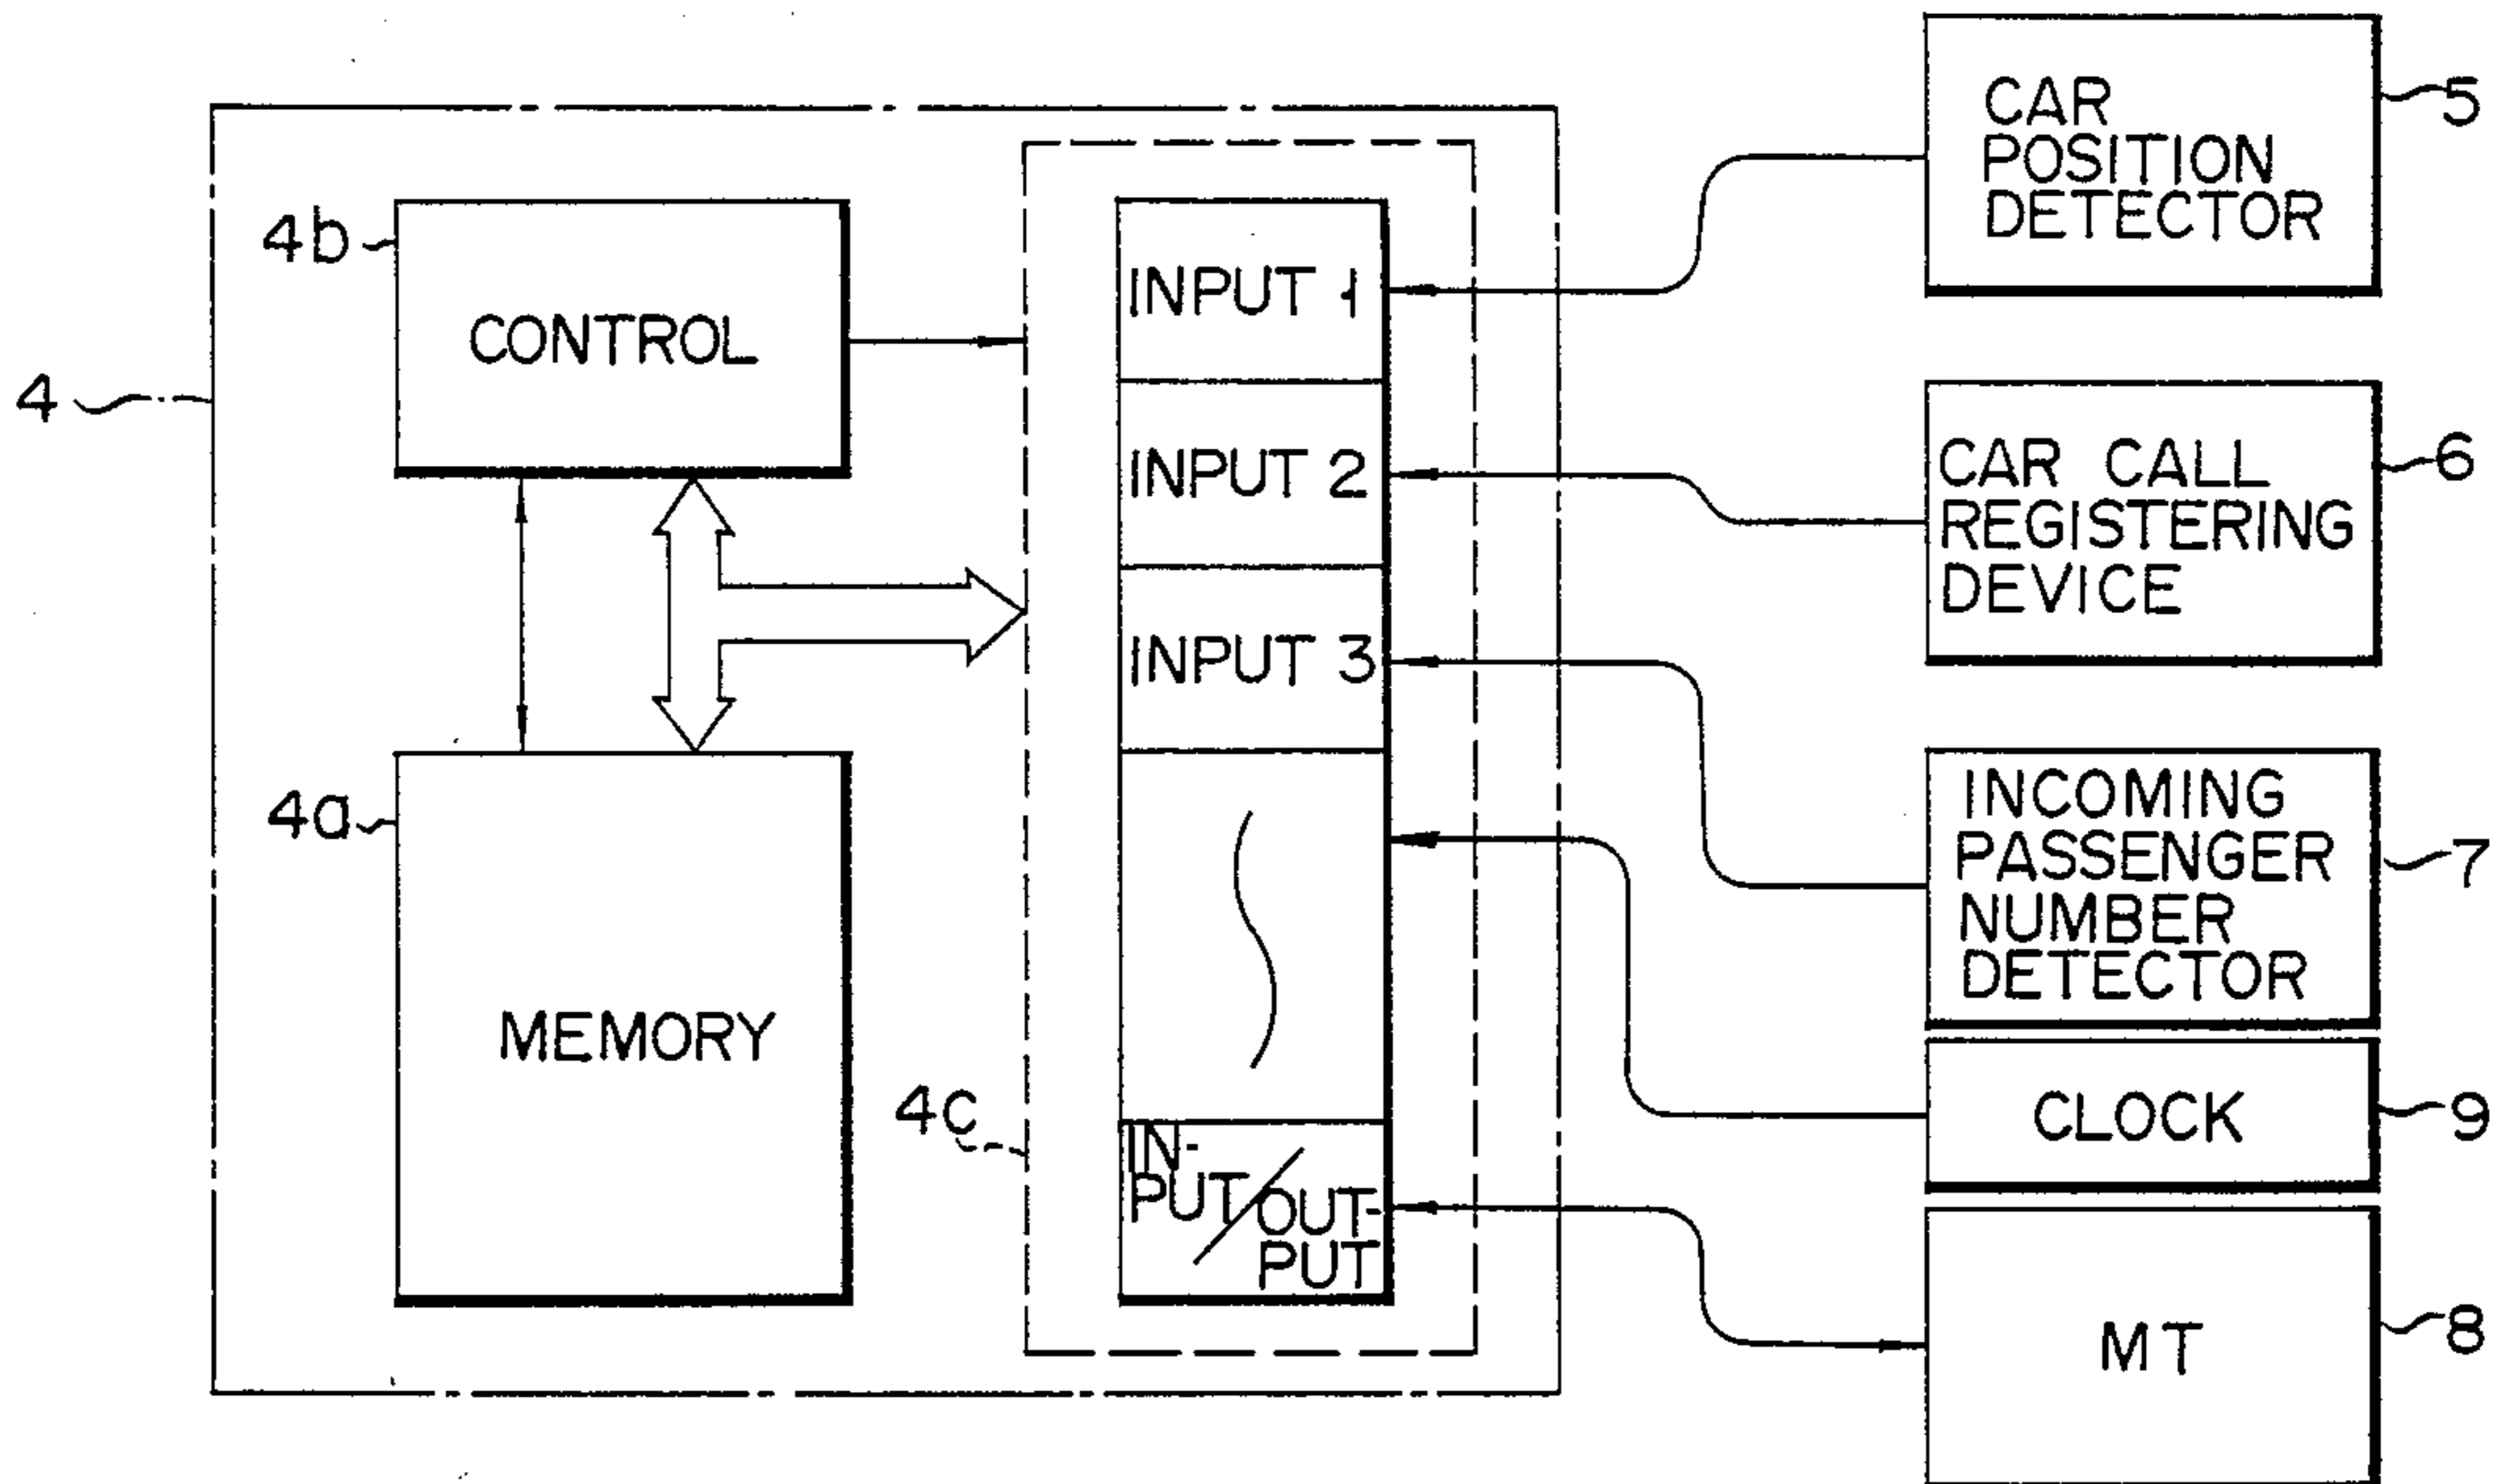 4
4b
CONTROL
4a
MEMORY
4c
INPUT 1
INPUT 2
INPUT 3
IN-
PUT/OUT-
PUT
CAR
POSITION
DETECTOR
5
CAR CALL
REGISTERING
DEVICE
6
INCOMING
PASSENGER
NUMBER
DETECTOR
7
CLOCK
9
MT
8